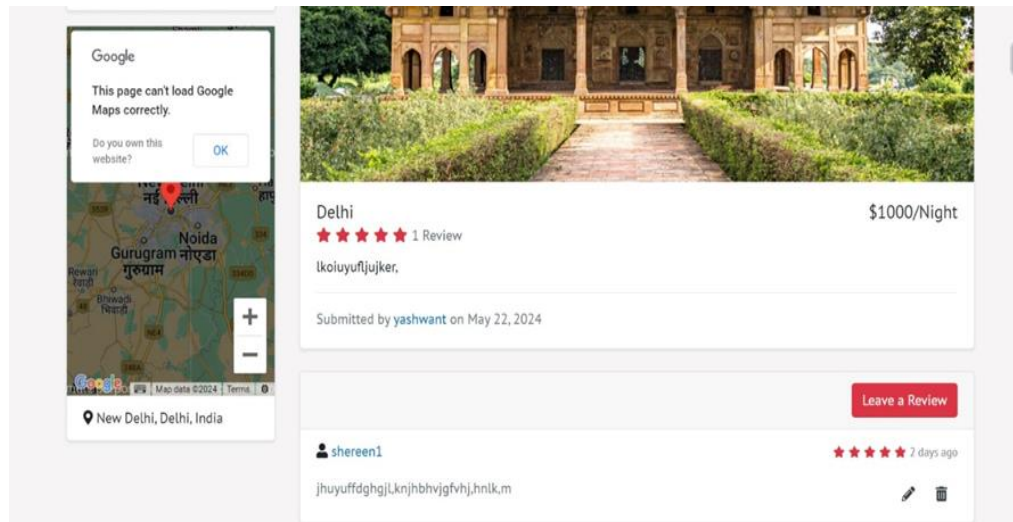 Google
This page can't load Google
Maps correctly.
Do you own this
website?
OK
नई दिल्ली
Noida
Gurugram नोएडा
गुरुग्राम
Rewari
रेवाड़ी
Bhiwadi
भिवाड़ी
+
−
Google
Map data ©2024
Terms
New Delhi, Delhi, India
Delhi
$1000/Night
1 Review
lkoiuyufljujker,
Submitted by yashwant on May 22, 2024
Leave a Review
shereen1
2 days ago
jhuyuffdghgjl,knjhbhvjgfvhj,hnlk,m